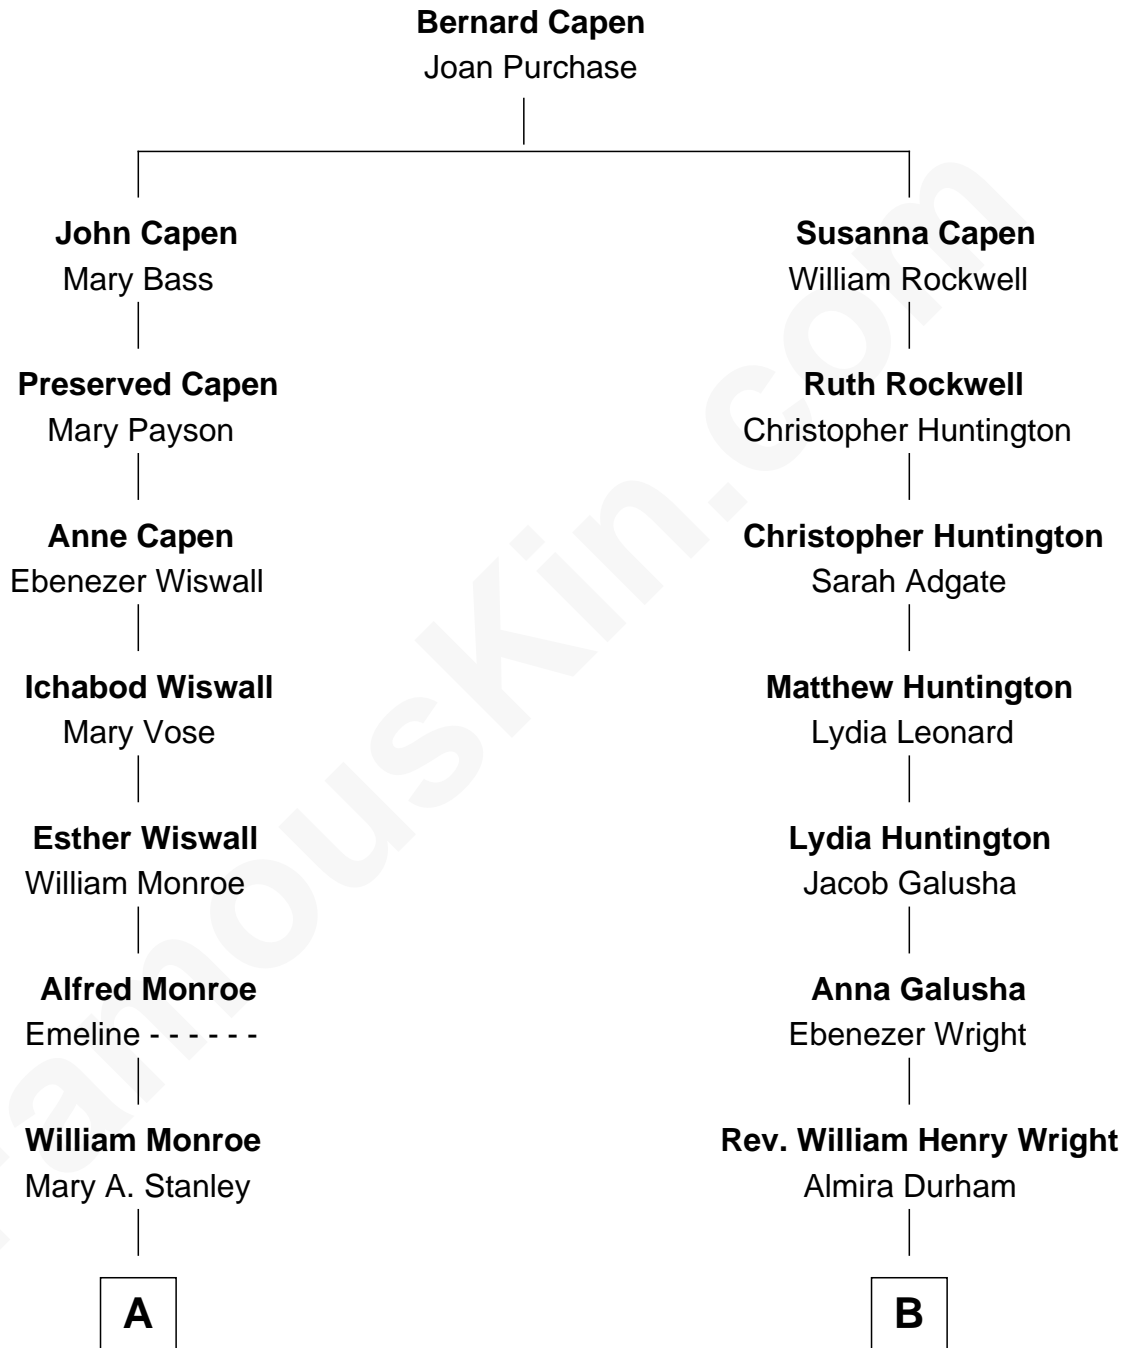 Bernard Capen
Joan Purchase
John Capen
Mary Bass
Preserved Capen
Mary Payson
Anne Capen
Ebenezer Wiswall
Ichabod Wiswall
Mary Vose
Esther Wiswall
William Monroe
Alfred Monroe
Emeline - - - - - -
William Monroe
Mary A. Stanley
A
Susanna Capen
William Rockwell
Ruth Rockwell
Christopher Huntington
Christopher Huntington
Sarah Adgate
Matthew Huntington
Lydia Leonard
Lydia Huntington
Jacob Galusha
Anna Galusha
Ebenezer Wright
Rev. William Henry Wright
Almira Durham
B
FamousKin.com